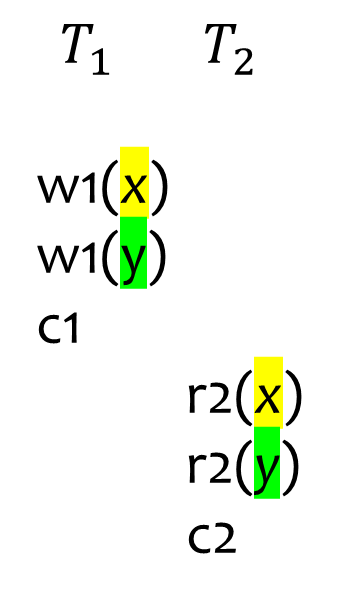 T₁ T₂
w1(x)
w1(y)
c1
r2(x)
r2(y)
c2